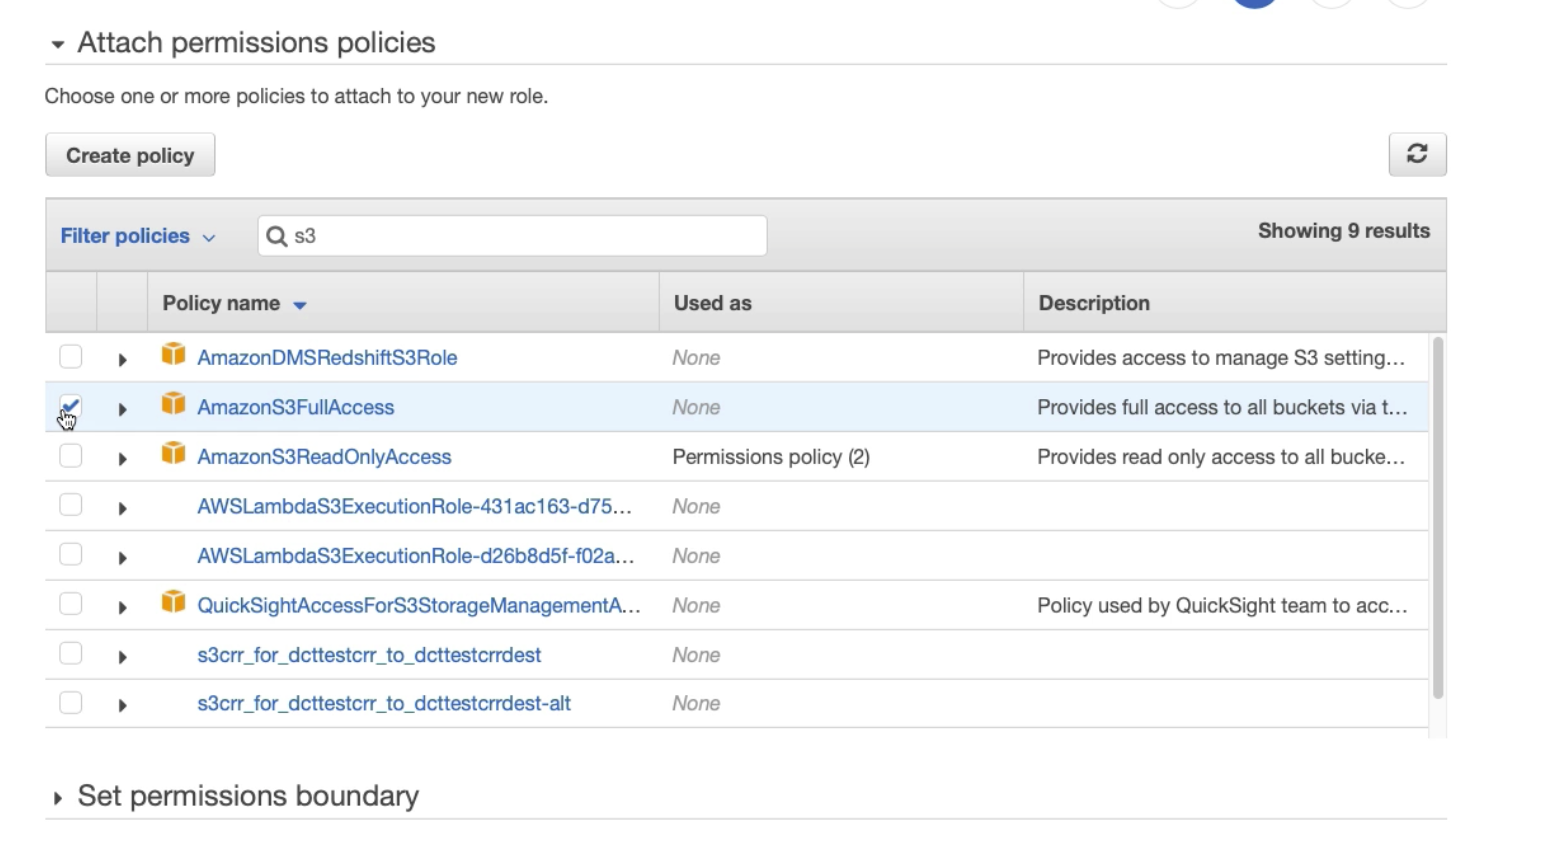 Attach permissions policies
Choose one or more policies to attach to your new role.
Create policy
Filter policies s3 Showing 9 results
Policy name Used as Description
AmazonDMSRedshiftS3Role None Provides access to manage S3 setting...
AmazonS3FullAccess None Provides full access to all buckets via t...
AmazonS3ReadOnlyAccess Permissions policy (2) Provides read only access to all bucke...
AWSLambdaS3ExecutionRole-431ac163-d75... None
AWSLambdaS3ExecutionRole-d26b8d5f-f02a... None
QuickSightAccessForS3StorageManagementA... None Policy used by QuickSight team to acc...
s3crr_for_dcttestcrr_to_dcttestcrrdest None
s3crr_for_dcttestcrr_to_dcttestcrrdest-alt None
Set permissions boundary